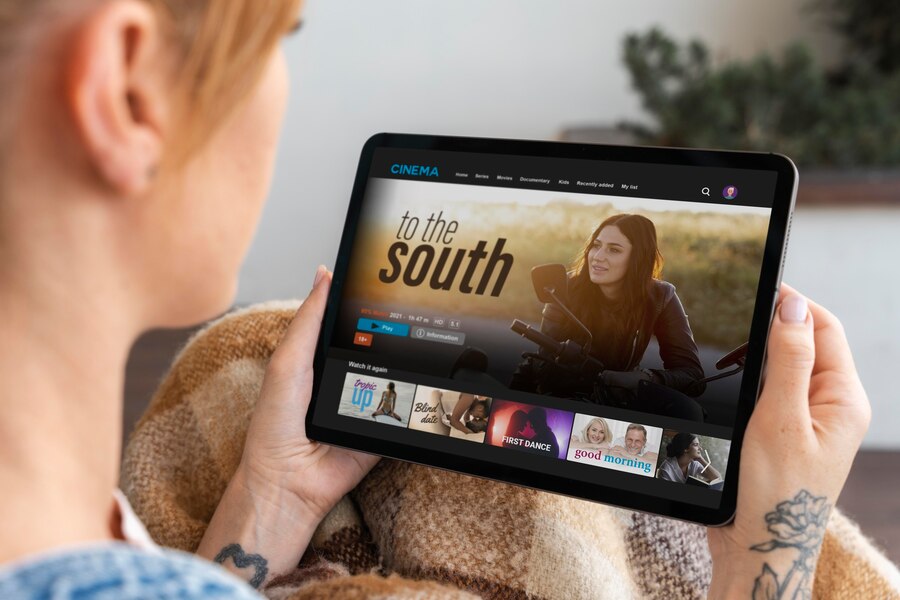 CINEMA
Home Series Movies Documentary Kids Recently added My list
to the
south
2021 - 1h 47 m HD 5.1
Play
Information
18+
Watch it again
tropic
up
Blind
date
FIRST DANCE
good morning